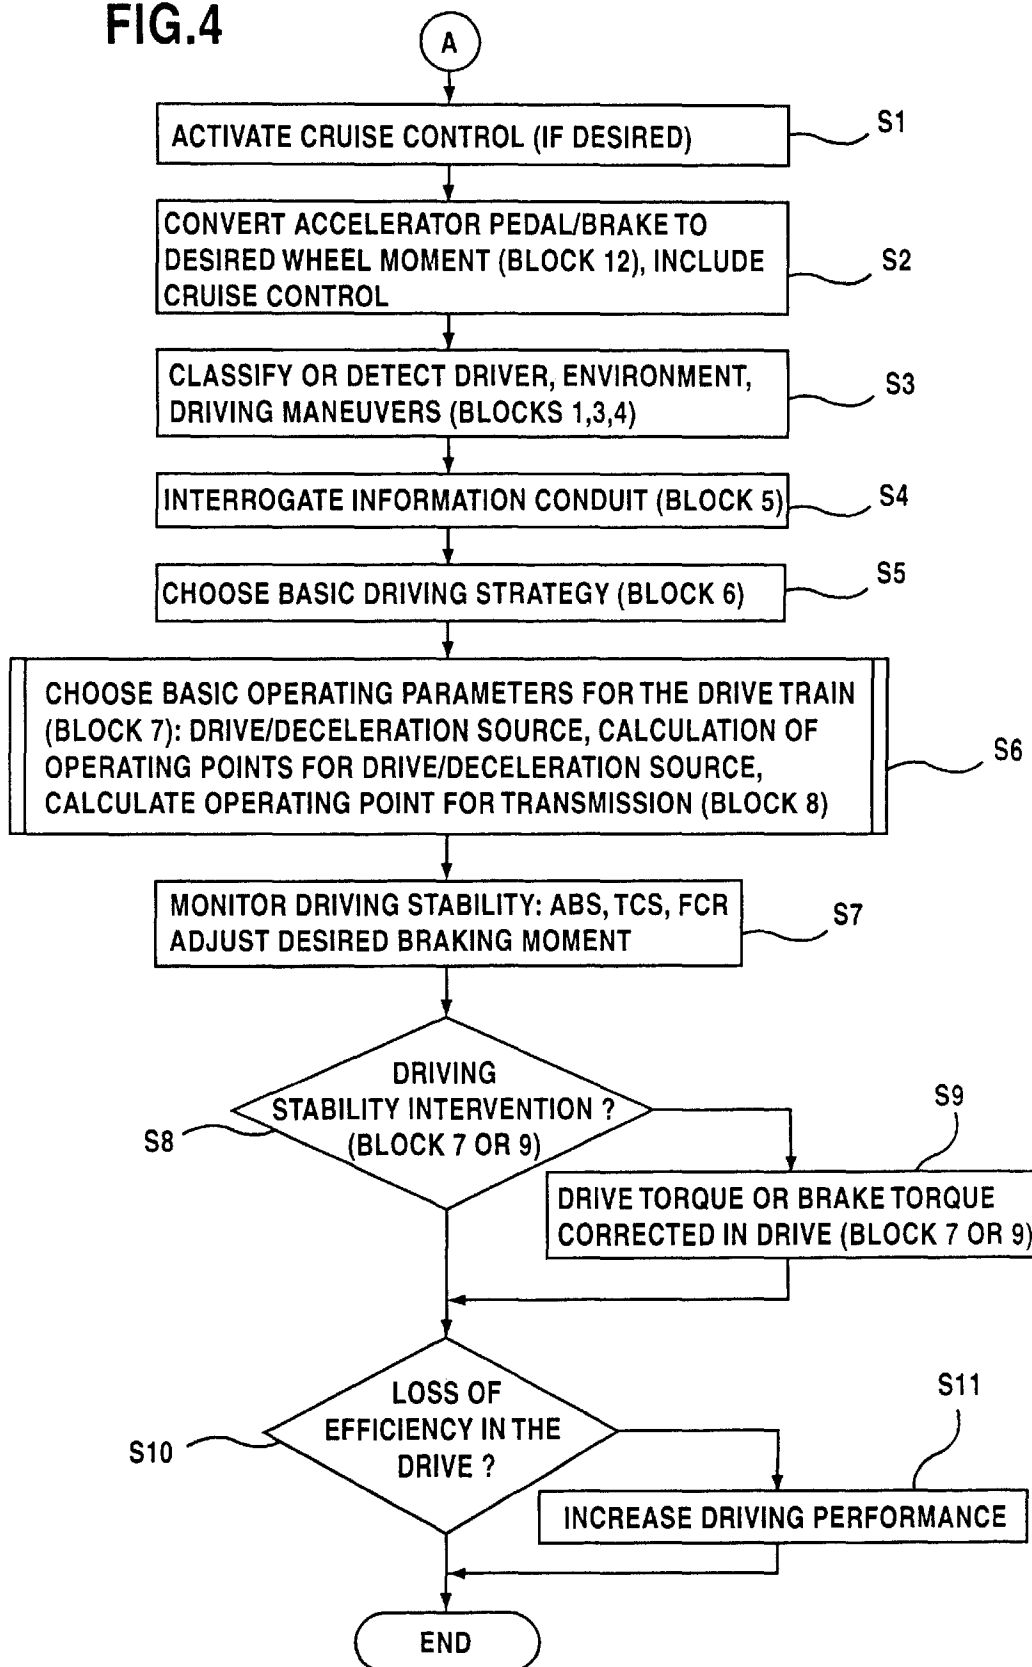 FIG.4
A
ACTIVATE CRUISE CONTROL (IF DESIRED)
S1
CONVERT ACCELERATOR PEDAL/BRAKE TO
DESIRED WHEEL MOMENT (BLOCK 12), INCLUDE
CRUISE CONTROL
S2
CLASSIFY OR DETECT DRIVER, ENVIRONMENT,
DRIVING MANEUVERS (BLOCKS 1,3,4)
S3
INTERROGATE INFORMATION CONDUIT (BLOCK 5)
S4
CHOOSE BASIC DRIVING STRATEGY (BLOCK 6)
S5
CHOOSE BASIC OPERATING PARAMETERS FOR THE DRIVE TRAIN
(BLOCK 7): DRIVE/DECELERATION SOURCE, CALCULATION OF
OPERATING POINTS FOR DRIVE/DECELERATION SOURCE,
CALCULATE OPERATING POINT FOR TRANSMISSION (BLOCK 8)
S6
MONITOR DRIVING STABILITY: ABS, TCS, FCR
ADJUST DESIRED BRAKING MOMENT
S7
DRIVING
STABILITY INTERVENTION ?
(BLOCK 7 OR 9)
S8
S9
DRIVE TORQUE OR BRAKE TORQUE
CORRECTED IN DRIVE (BLOCK 7 OR 9)
LOSS OF
EFFICIENCY IN THE
DRIVE ?
S10
S11
INCREASE DRIVING PERFORMANCE
END